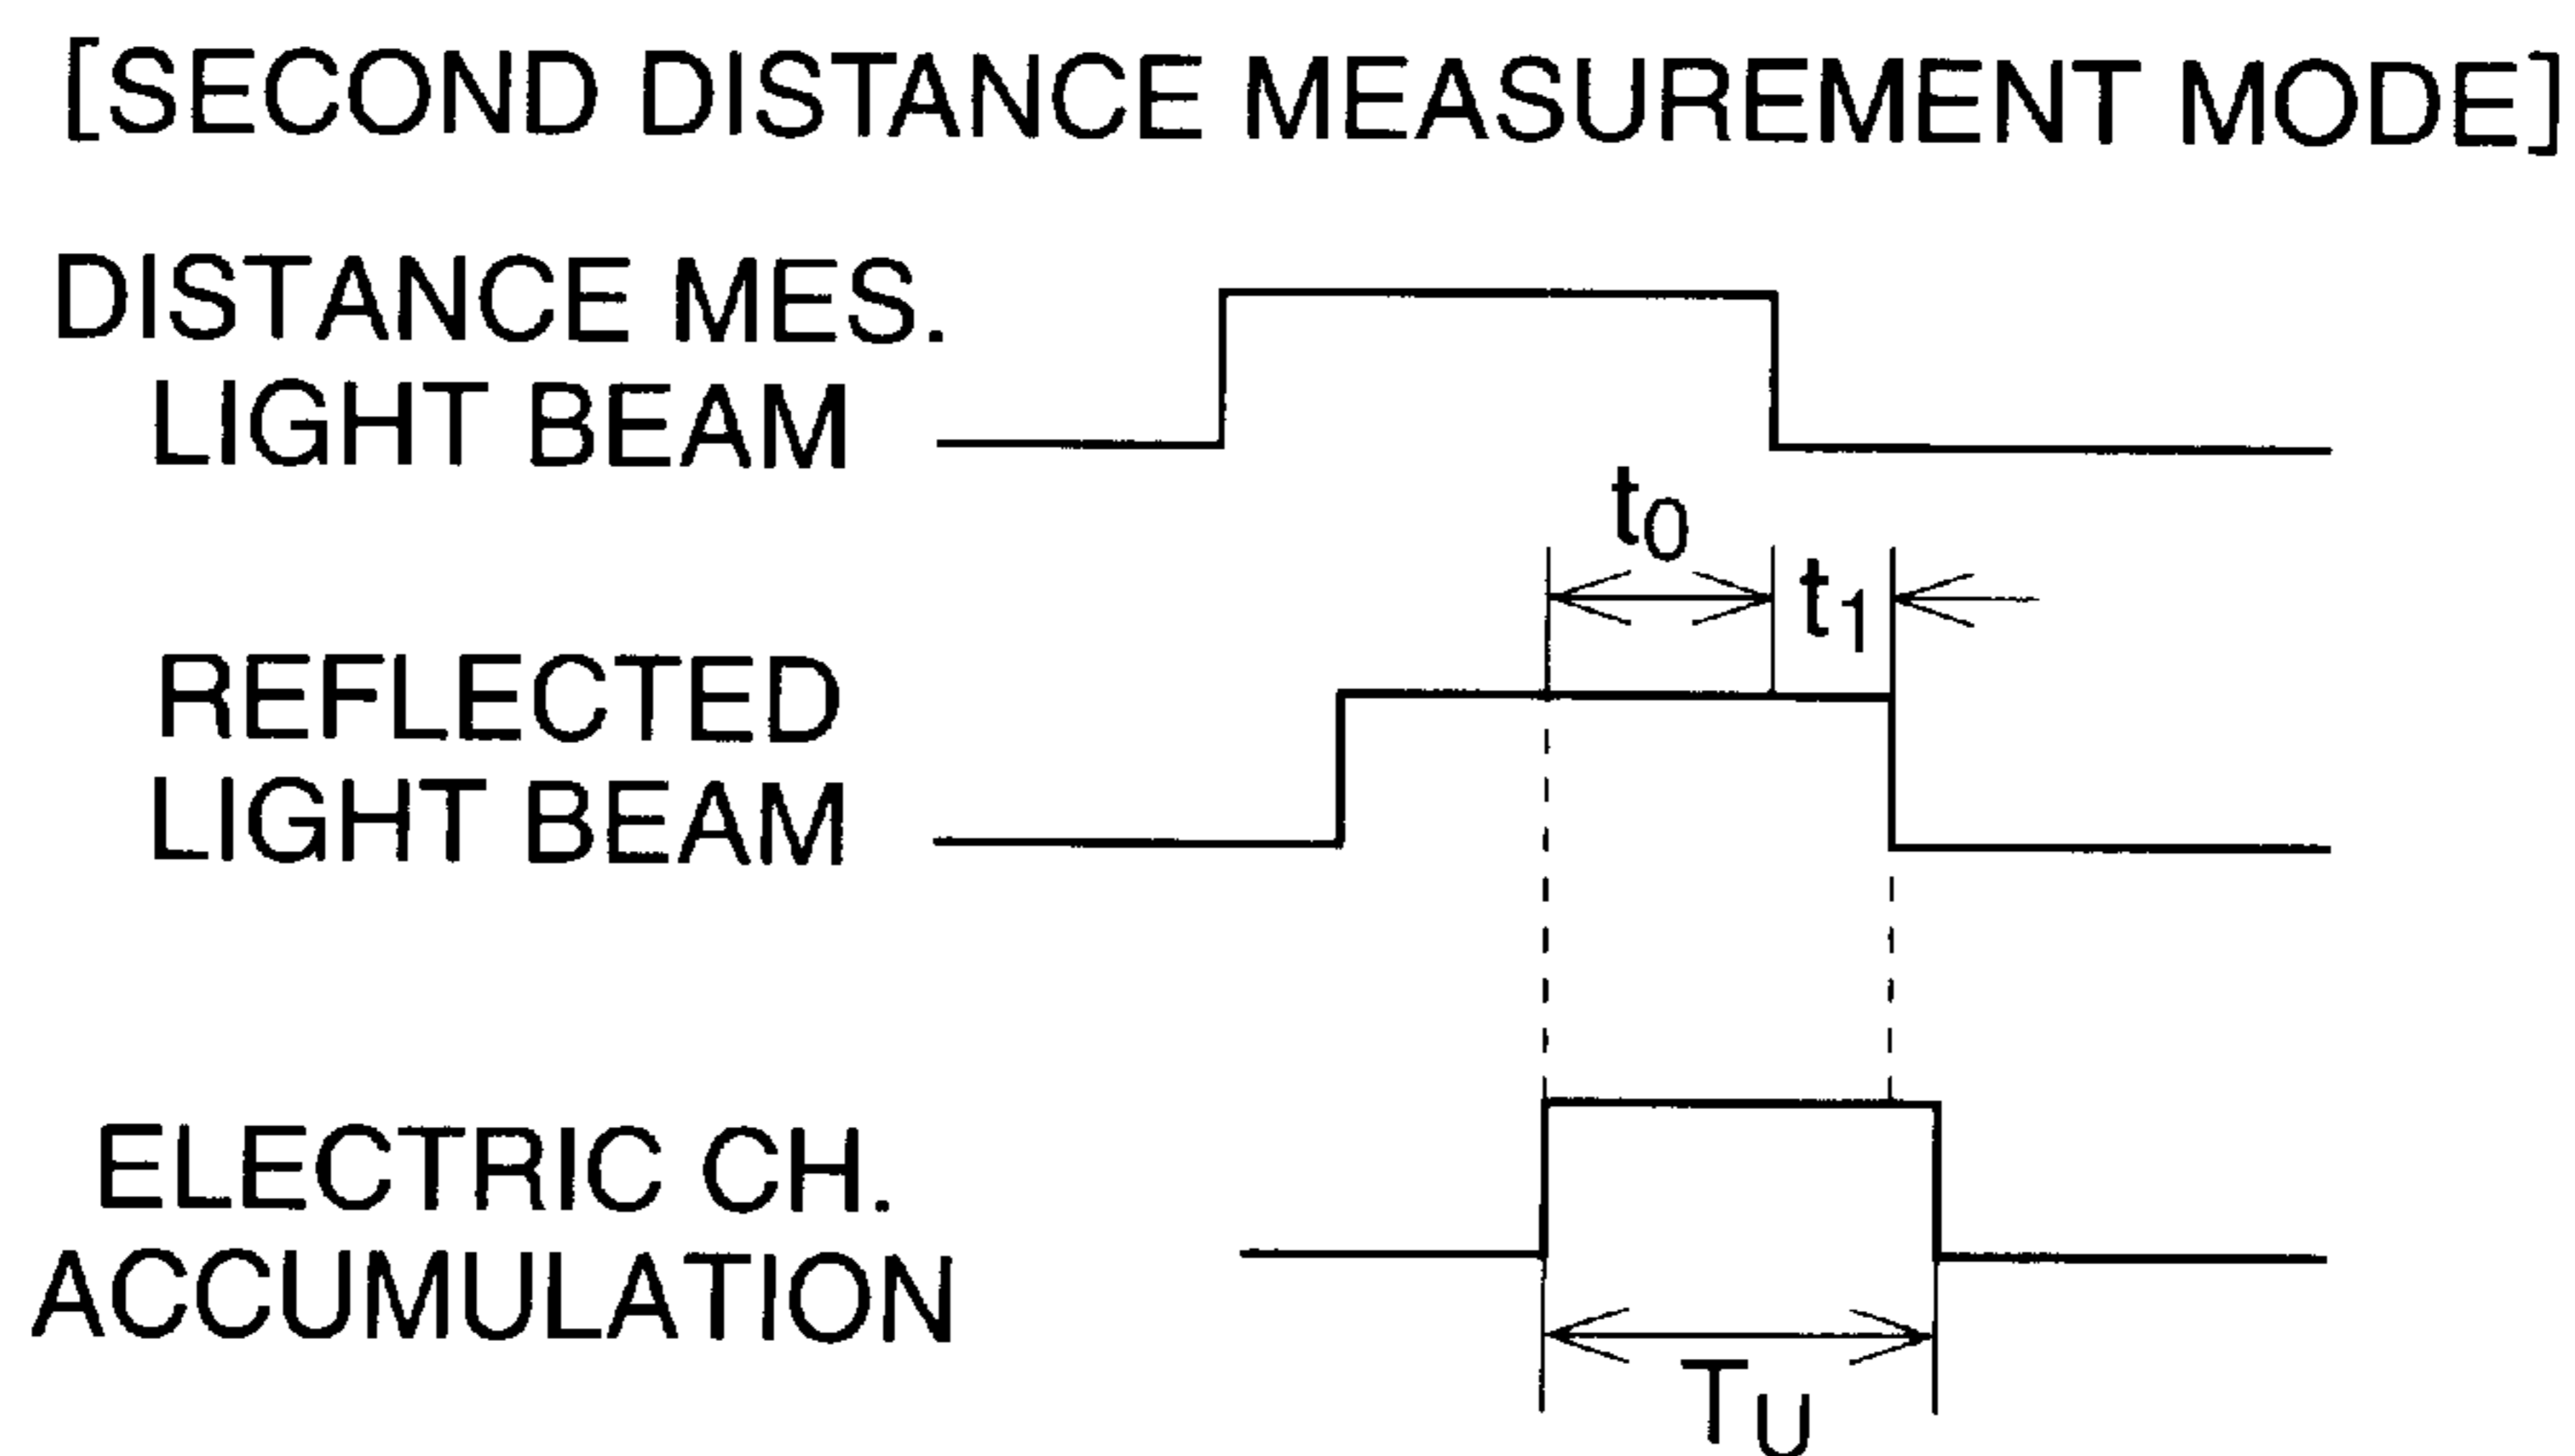 [SECOND DISTANCE MEASUREMENT MODE]
DISTANCE MES.
LIGHT BEAM
t0
t1
REFLECTED
LIGHT BEAM
ELECTRIC CH.
ACCUMULATION
TU